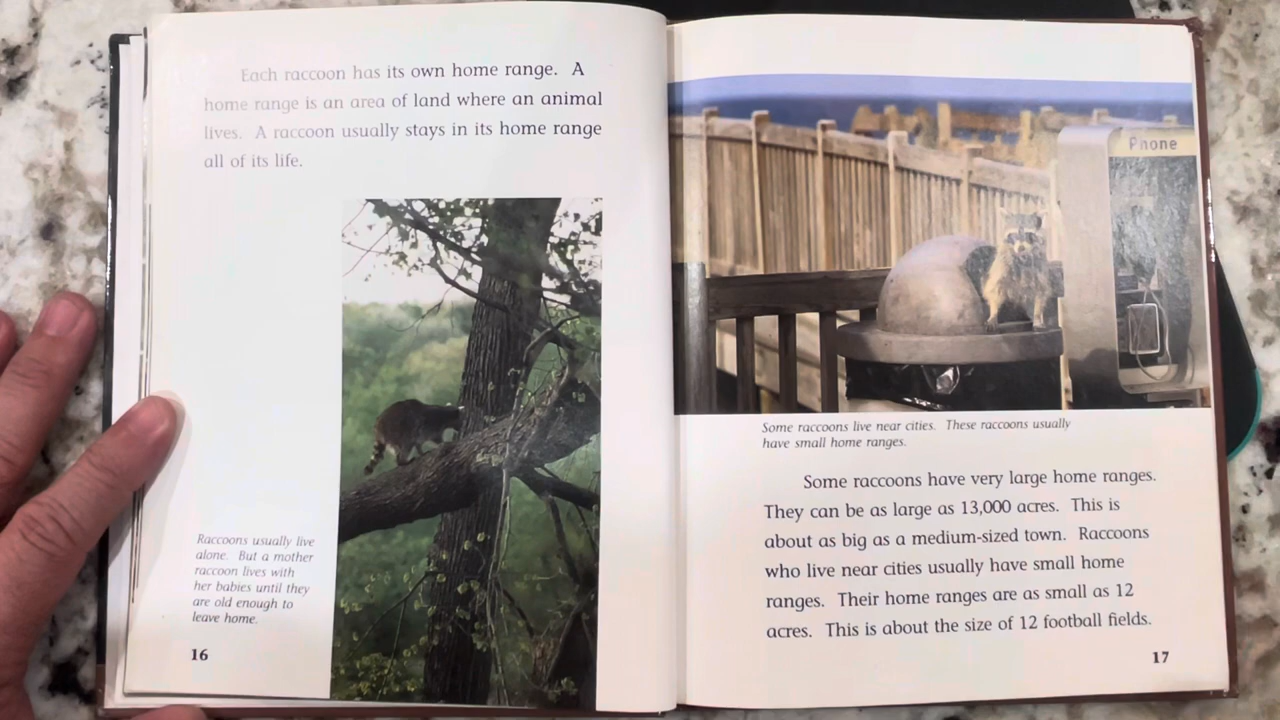 Each raccoon has its own home range. A
home range is an area of land where an animal
lives. A raccoon usually stays in its home range
all of its life.
Raccoons usually live
alone. But a mother
raccoon lives with
her babies until they
are old enough to
leave home.
16
Phone
Some raccoons live near cities. These raccoons usually
have small home ranges.
Some raccoons have very large home ranges.
They can be as large as 13,000 acres. This is
about as big as a medium-sized town. Raccoons
who live near cities usually have small home
ranges. Their home ranges are as small as 12
acres. This is about the size of 12 football fields.
17